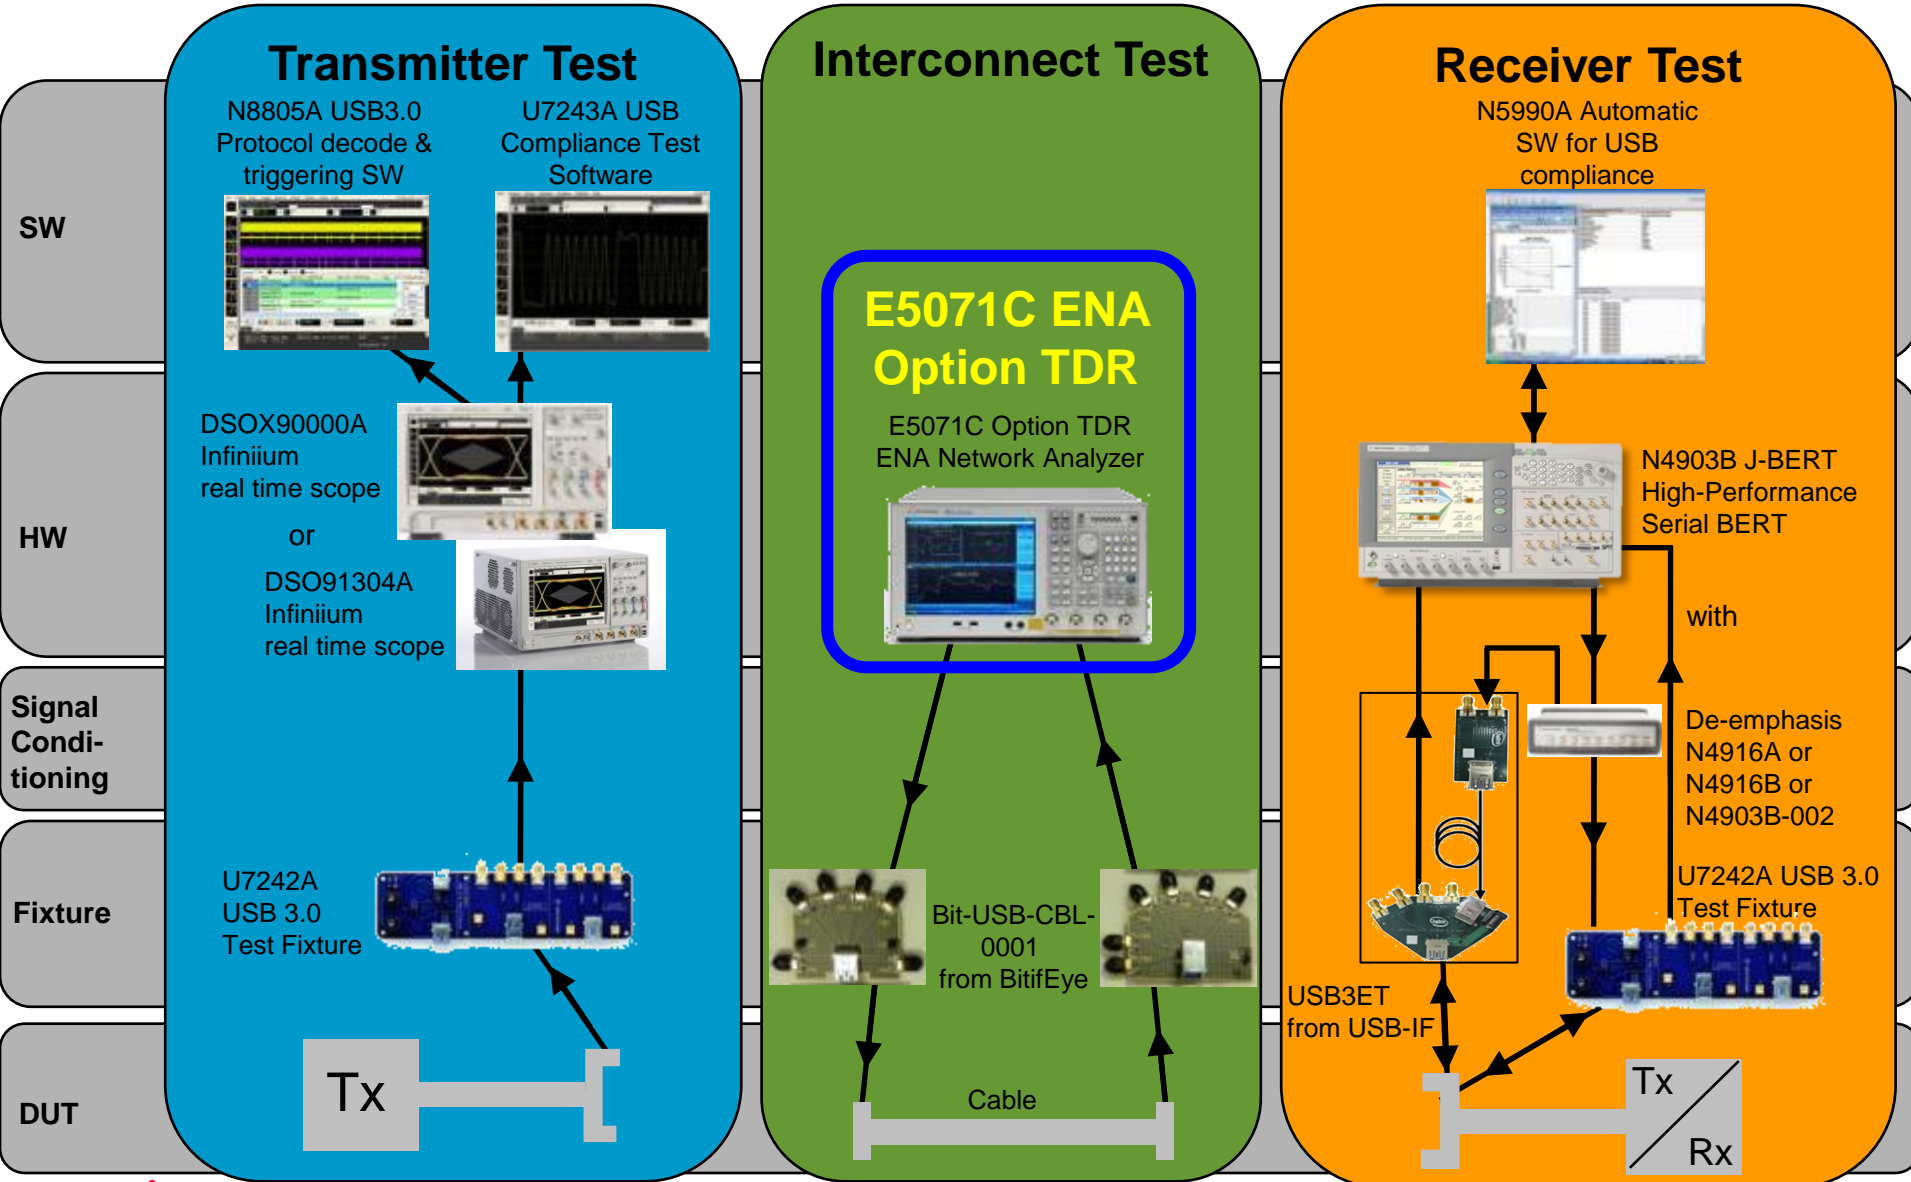 Transmitter Test
Interconnect Test
Receiver Test
N8805A USB3.0
Protocol decode &
triggering SW
U7243A USB
Compliance Test
Software
N5990A Automatic
SW for USB
compliance
SW
E5071C ENA
Option TDR
E5071C Option TDR
ENA Network Analyzer
HW
DSOX90000A
Infiniium
real time scope
or
DSO91304A
Infiniium
real time scope
N4903B J-BERT
High-Performance
Serial BERT
with
Signal
Condi-
tioning
De-emphasis
N4916A or
N4916B or
N4903B-002
Fixture
U7242A
USB 3.0
Test Fixture
Bit-USB-CBL-
0001
from BitifEye
U7242A USB 3.0
Test Fixture
USB3ET
from USB-IF
DUT
Tx
Cable
Tx
Rx